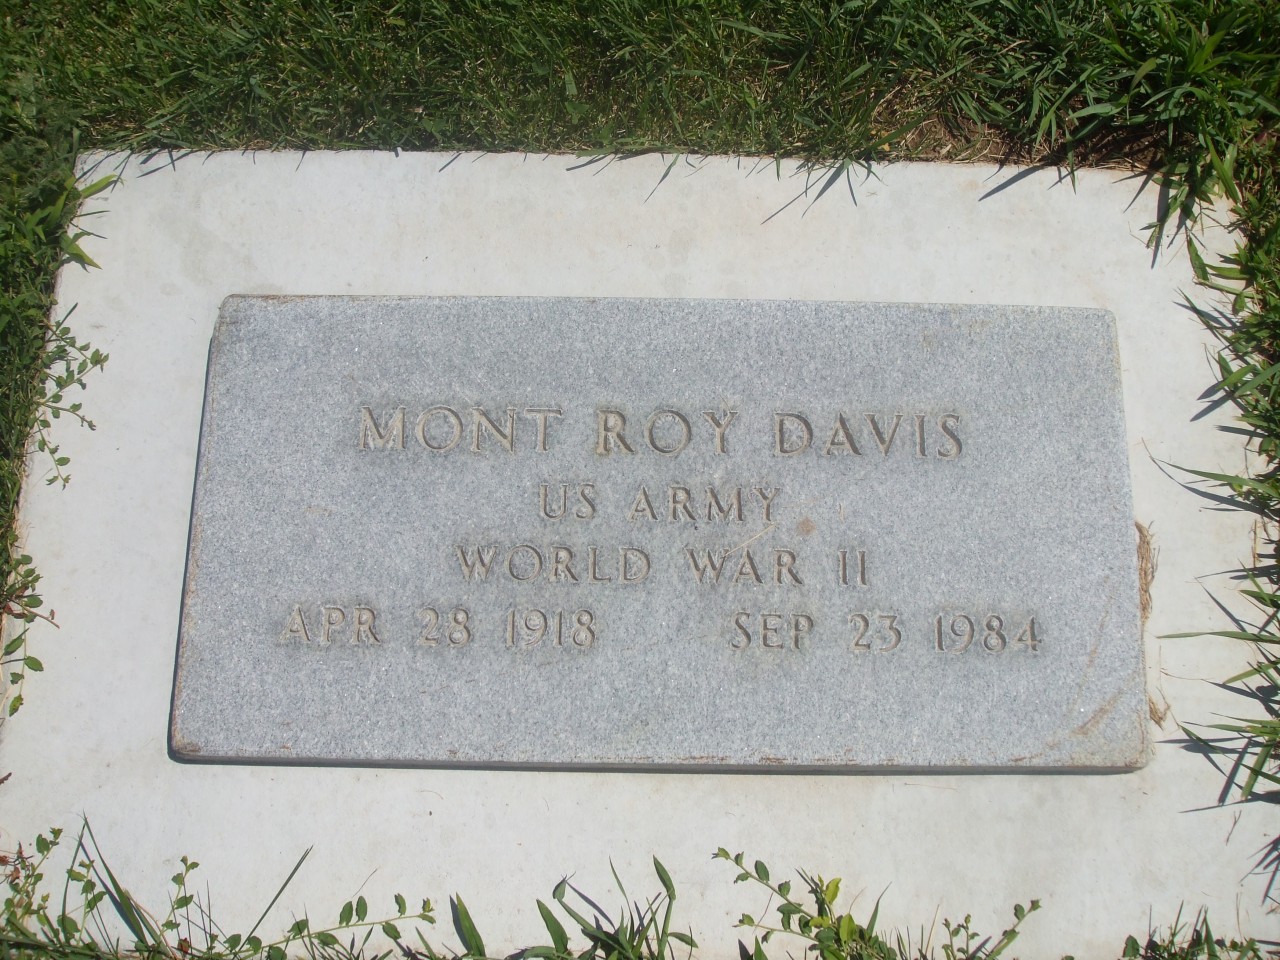 MONT ROY DAVIS
US ARMY
WORLD WAR II
APR 28 1918 SEP 23 1984